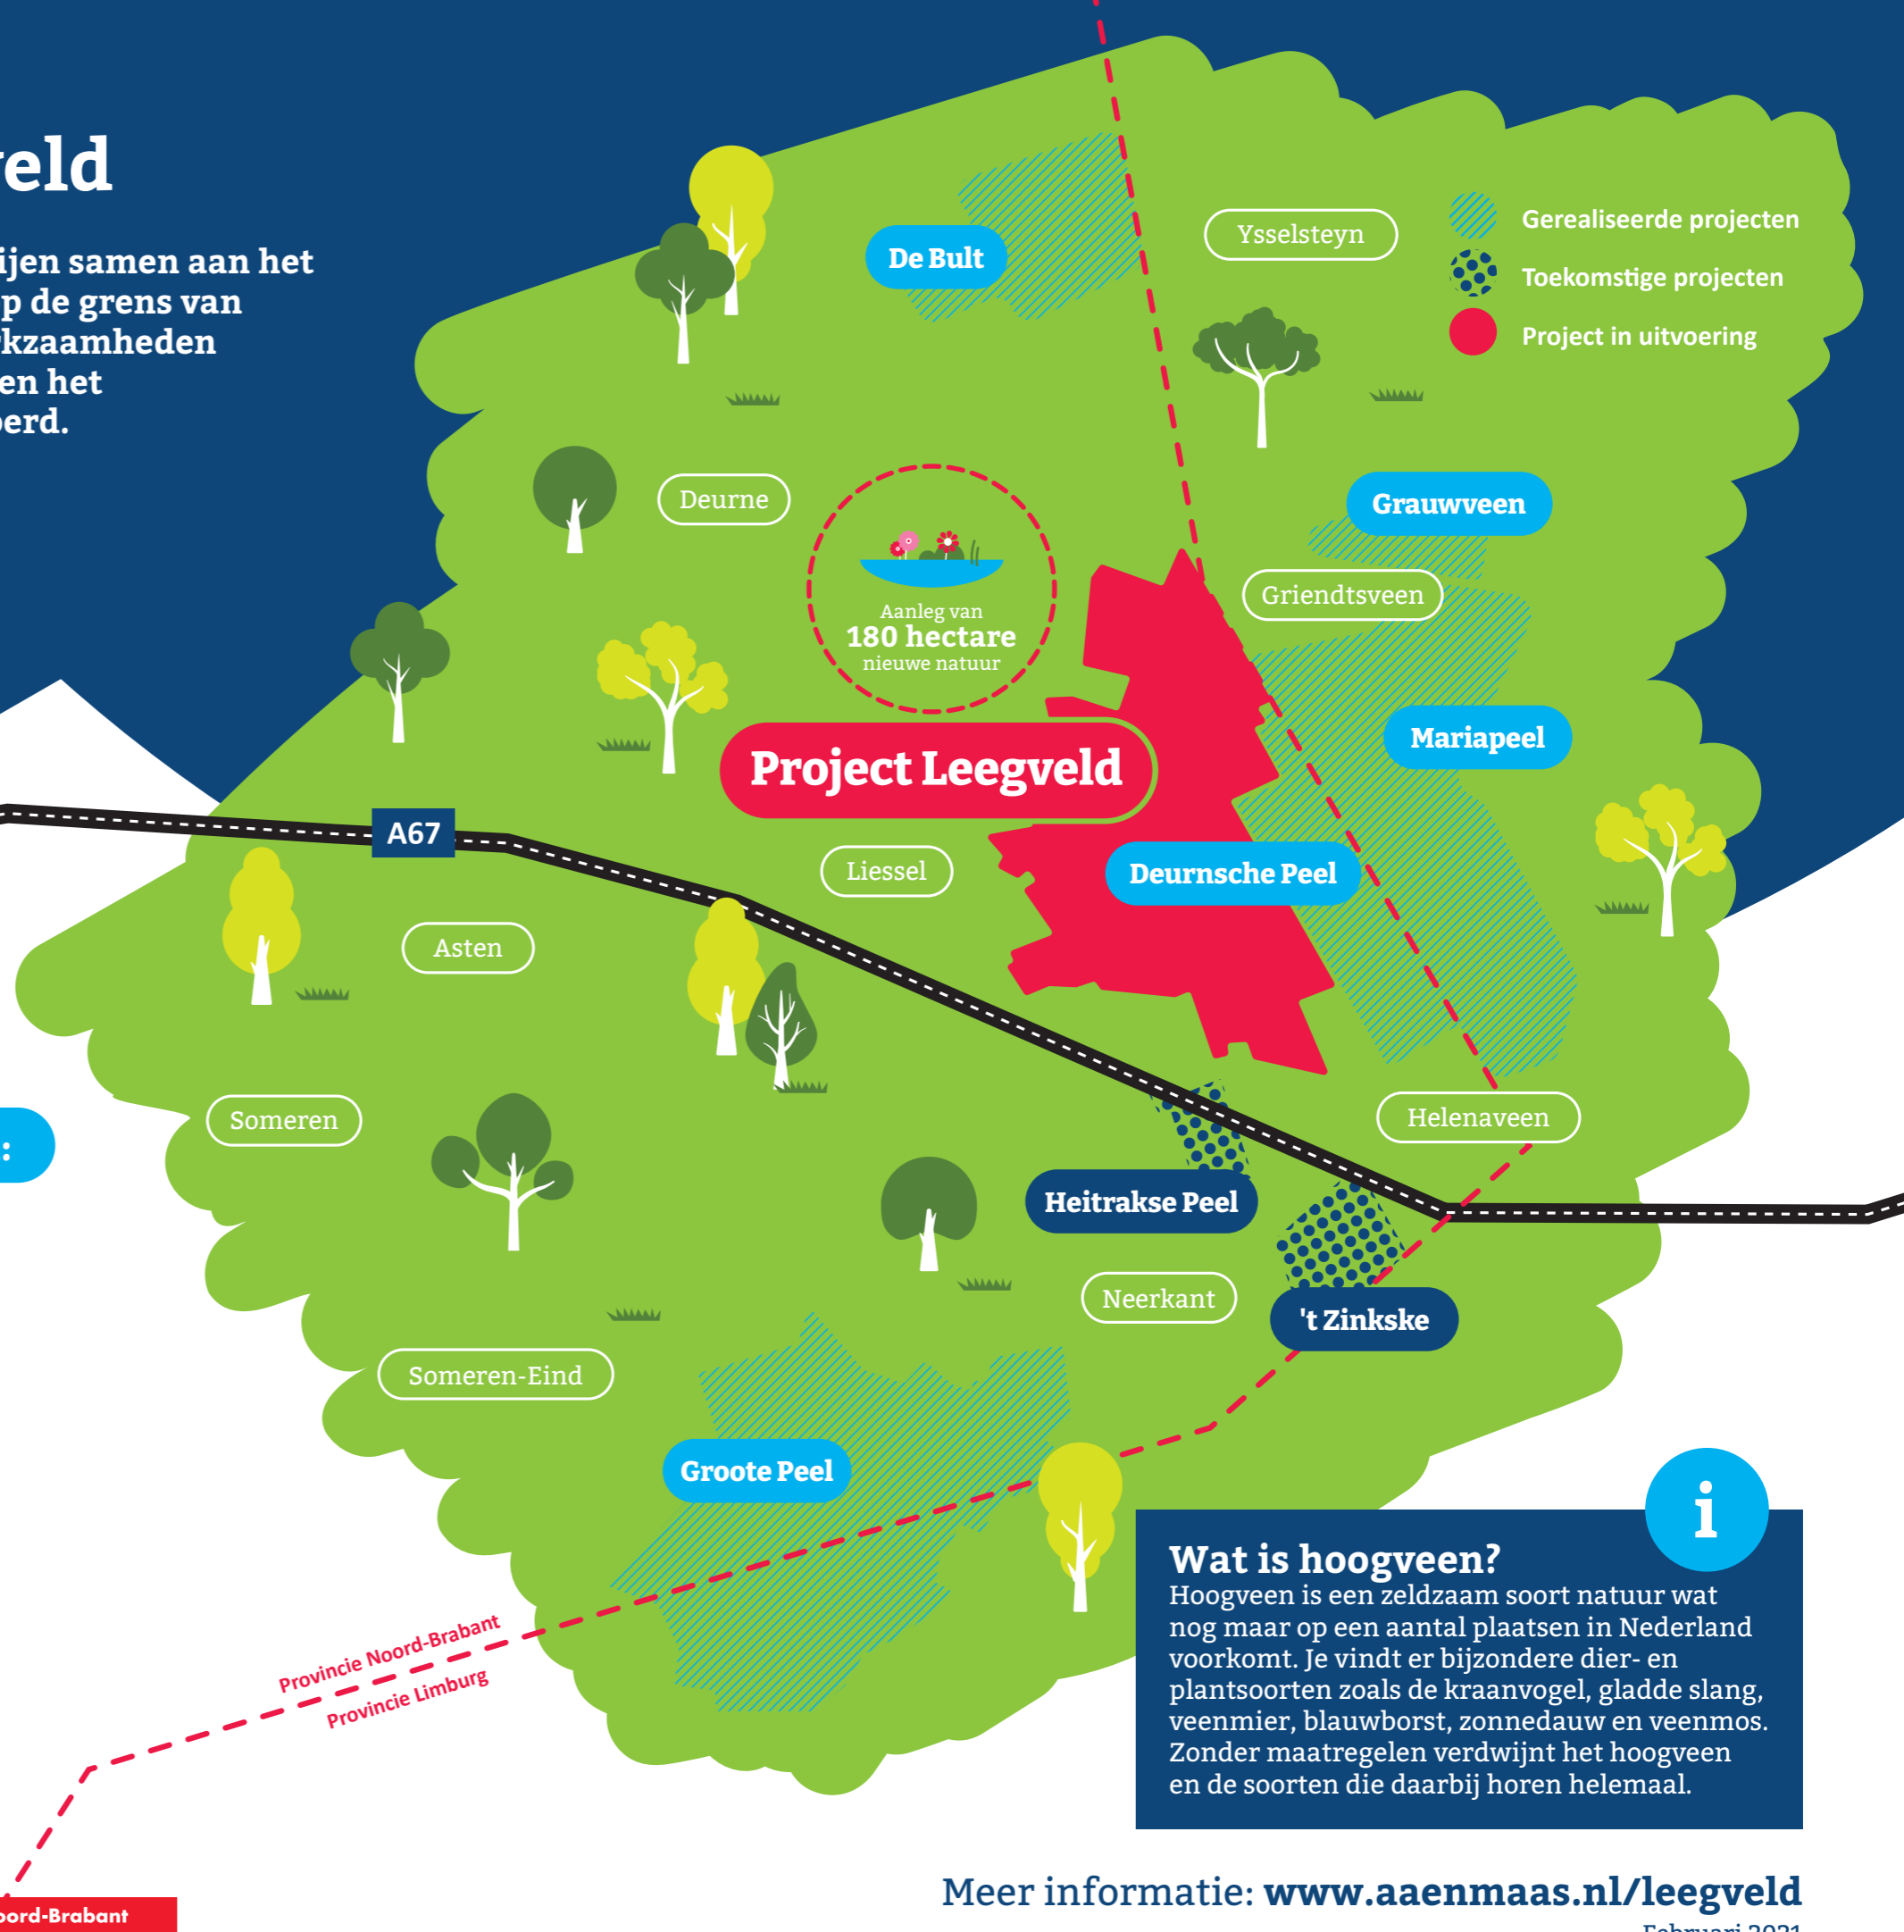 eld
ijen samen aan het
p de grens van
rkzaamheden
en het
erd.
Gerealiseerde projecten
Toekomstige projecten
Project in uitvoering
De Bult
Ysselsteyn
Deurne
Grauwveen
Griendtsveen
Aanleg van
180 hectare
nieuwe natuur
Mariapeel
Project Leegveld
A67
Liessel
Deurnsche Peel
Asten
Someren
:
Helenaveen
Heitrakse Peel
Neerkant
't Zinkske
Someren-Eind
Groote Peel
Provincie Noord-Brabant
Provincie Limburg
i
Wat is hoogveen?
Hoogveen is een zeldzaam soort natuur wat
nog maar op een aantal plaatsen in Nederland
voorkomt. Je vindt er bijzondere dier- en
plantsoorten zoals de kraanvogel, gladde slang,
veenmier, blauwborst, zonnedauw en veenmos.
Zonder maatregelen verdwijnt het hoogveen
en de soorten die daarbij horen helemaal.
Meer informatie: www.aaenmaas.nl/leegveld
Februari 2021
oord-Brabant